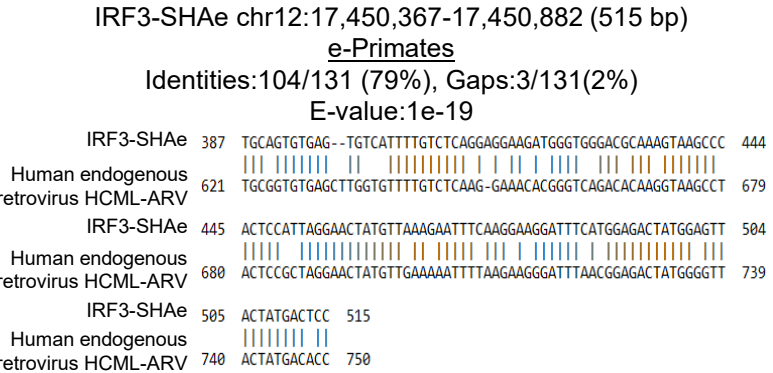 IRF3-SHAe chr12:17,450,367-17,450,882 (515 bp)
e-Primates
Identities:104/131 (79%), Gaps:3/131(2%)
E-value:1e-19
IRF3-SHAe 387 TGCAGTGTGAG--TGTCATTTTGTCTCAGGAGGAAGATGGGTGGGACGCAAAGTAAGCCC 444
Human endogenous
retrovirus HCML-ARV 621 TGCGGTGTGAGCTTGGTGTTTTGTCTCAAG-GAAACACGGGTCAGACACAAGGTAAGCCT 679
IRF3-SHAe 445 ACTCCATTAGGAACTATGTTAAAGAATTTCAAGGAAGGATTTCATGGAGACTATGGAGTT 504
Human endogenous
retrovirus HCML-ARV 680 ACTCCGCTAGGAACTATGTTGAAAAATTTTAAGAAGGGATTTAACGGAGACTATGGGGTT 739
IRF3-SHAe 505 ACTATGACTCC 515
Human endogenous
retrovirus HCML-ARV 740 ACTATGACACC 750